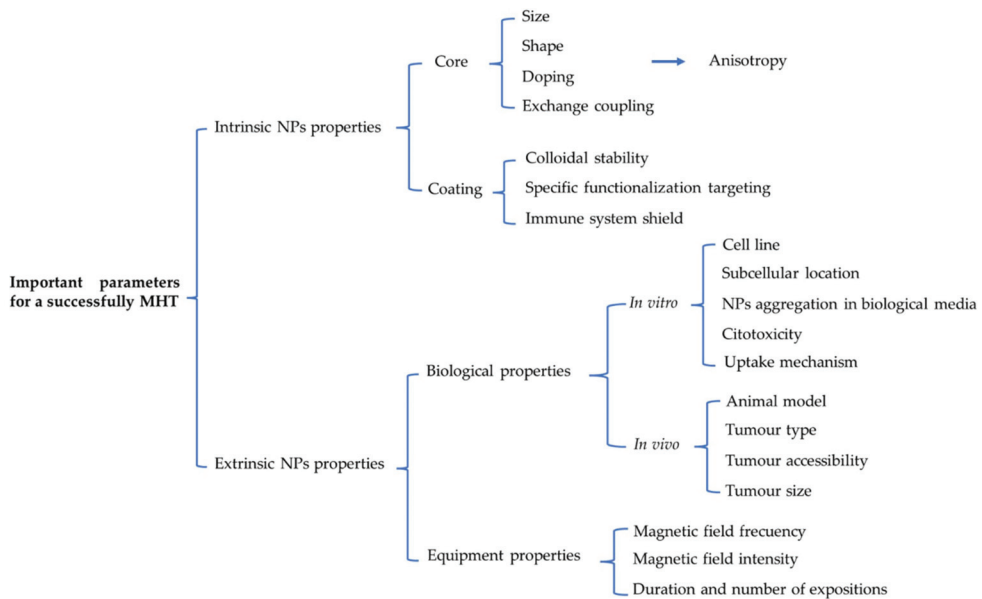 Important parameters
for a successfully MHT
Intrinsic NPs properties
Core
Size
Shape
Doping
Exchange coupling
Anisotropy
Coating
Colloidal stability
Specific functionalization targeting
Immune system shield
Extrinsic NPs properties
Biological properties
In vitro
Cell line
Subcellular location
NPs aggregation in biological media
Citotoxicity
Uptake mechanism
In vivo
Animal model
Tumour type
Tumour accessibility
Tumour size
Equipment properties
Magnetic field frecuency
Magnetic field intensity
Duration and number of expositions